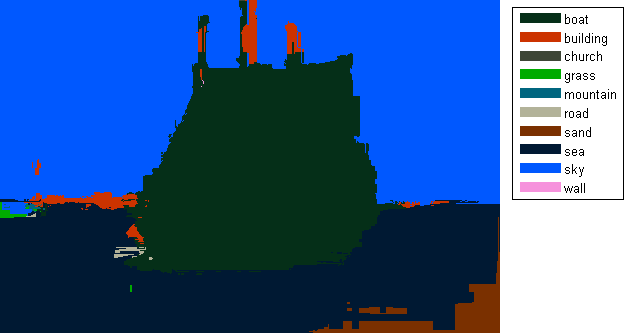 boat
building
church
grass
mountain
road
sand
sea
sky
wall